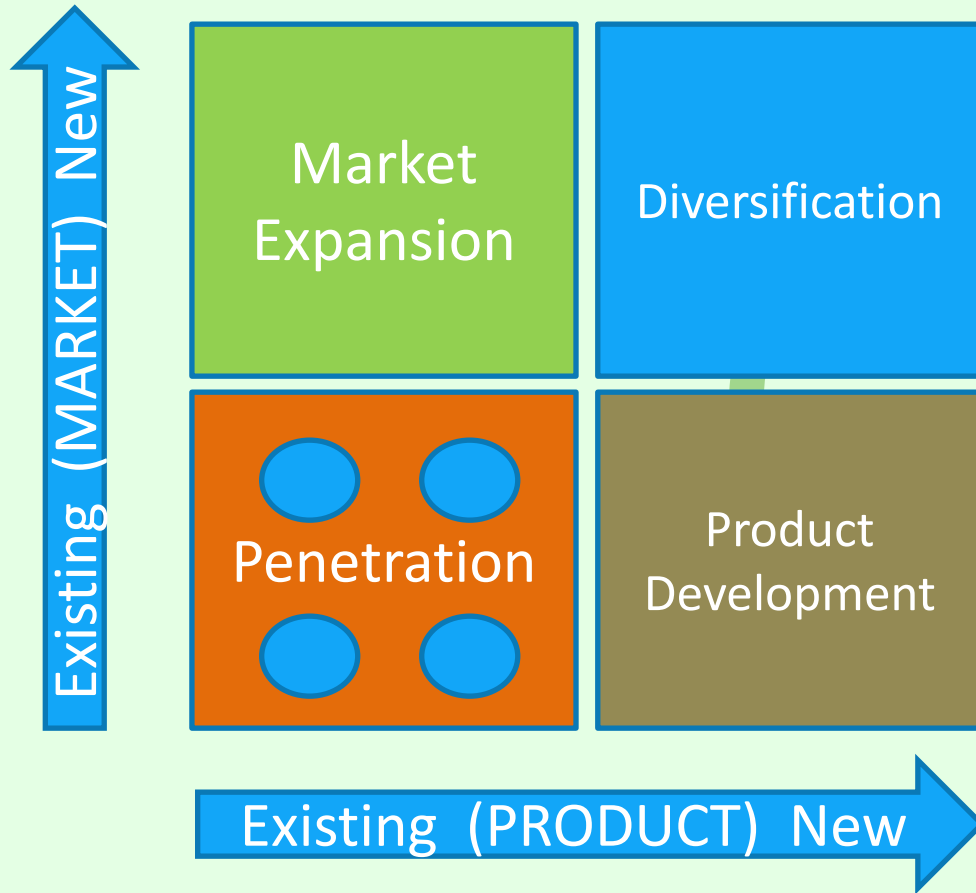 Existing (MARKET) New
Market
Expansion
Diversification
Penetration
Product
Development
Existing (PRODUCT) New